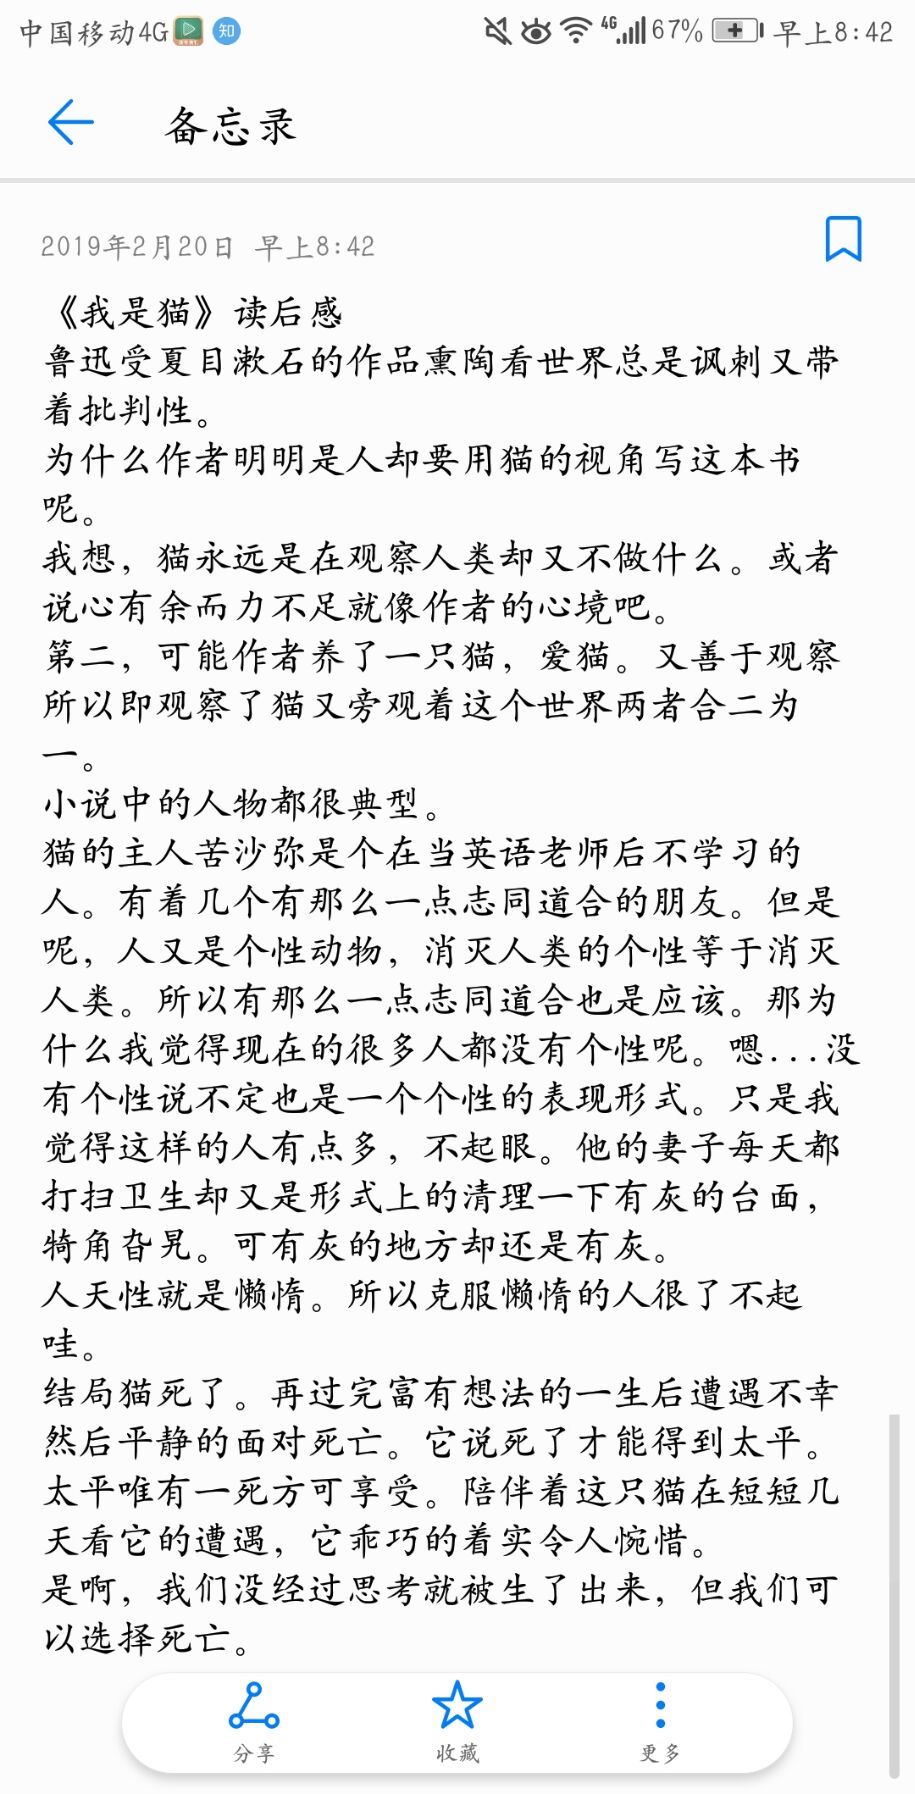 中国移动4G 知 4G 67% 早上8:42
备忘录
2019年2月20日 早上8:42
《我是猫》读后感
鲁迅受夏目漱石的作品熏陶看世界总是讽刺又带
着批判性。
为什么作者明明是人却要用猫的视角写这本书
呢。
我想，猫永远是在观察人类却又不做什么。或者
说心有余而力不足就像作者的心境吧。
第二，可能作者养了一只猫，爱猫。又善于观察
所以即观察了猫又旁观着这个世界两者合二为
一。
小说中的人物都很典型。
猫的主人苦沙弥是个在当英语老师后不学习的
人。有着几个有那么一点志同道合的朋友。但是
呢，人又是个性动物，消灭人类的个性等于消灭
人类。所以有那么一点志同道合也是应该。那为
什么我觉得现在的很多人都没有个性呢。嗯...没
有个性说不定也是一个个性的表现形式。只是我
觉得这样的人有点多，不起眼。他的妻子每天都
打扫卫生却又是形式上的清理一下有灰的台面，
犄角旮旯。可有灰的地方却还是有灰。
人天性就是懒惰。所以克服懒惰的人很了不起
哇。
结局猫死了。再过完富有想法的一生后遭遇不幸
然后平静的面对死亡。它说死了才能得到太平。
太平唯有一死方可享受。陪伴着这只猫在短短几
天看它的遭遇，它乖巧的着实令人惋惜。
是啊，我们没经过思考就被生了出来，但我们可
以选择死亡。
分享 收藏 更多